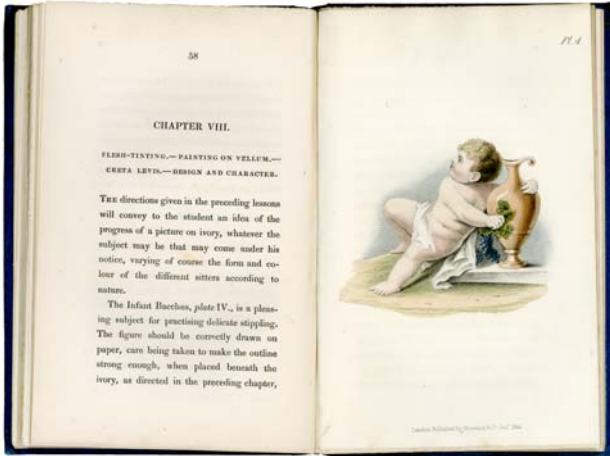 58
CHAPTER VIII.
FLESH-TINTING.—PAINTING ON VELLUM.—
CRETA LEVIS.—DESIGN AND CHARACTER.
THE directions given in the preceding lessons
will convey to the student an idea of the
progress of a picture on ivory, whatever the
subject may be that may come under his
notice, varying of course the form and co-
lour of the different sitters according to
nature.
The Infant Bacchus, plate IV., is a pleas-
ing subject for practising delicate stippling.
The figure should be correctly drawn on
paper, care being taken to make the outline
strong enough, when placed beneath the
ivory, as directed in the preceding chapter,
Pl. 4
London Published by